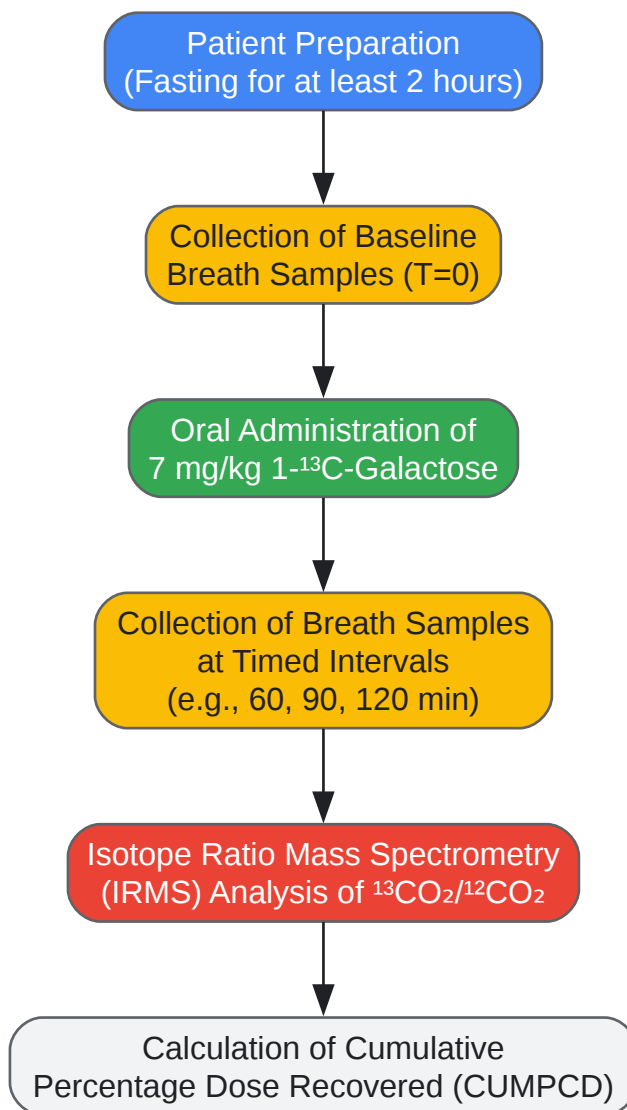 Patient Preparation
(Fasting for at least 2 hours)
Collection of Baseline
Breath Samples (T=0)
Oral Administration of
7 mg/kg 1-¹³C-Galactose
Collection of Breath Samples
at Timed Intervals
(e.g., 60, 90, 120 min)
Isotope Ratio Mass Spectrometry
(IRMS) Analysis of ¹³CO₂/¹²CO₂
Calculation of Cumulative
Percentage Dose Recovered (CUMPCD)